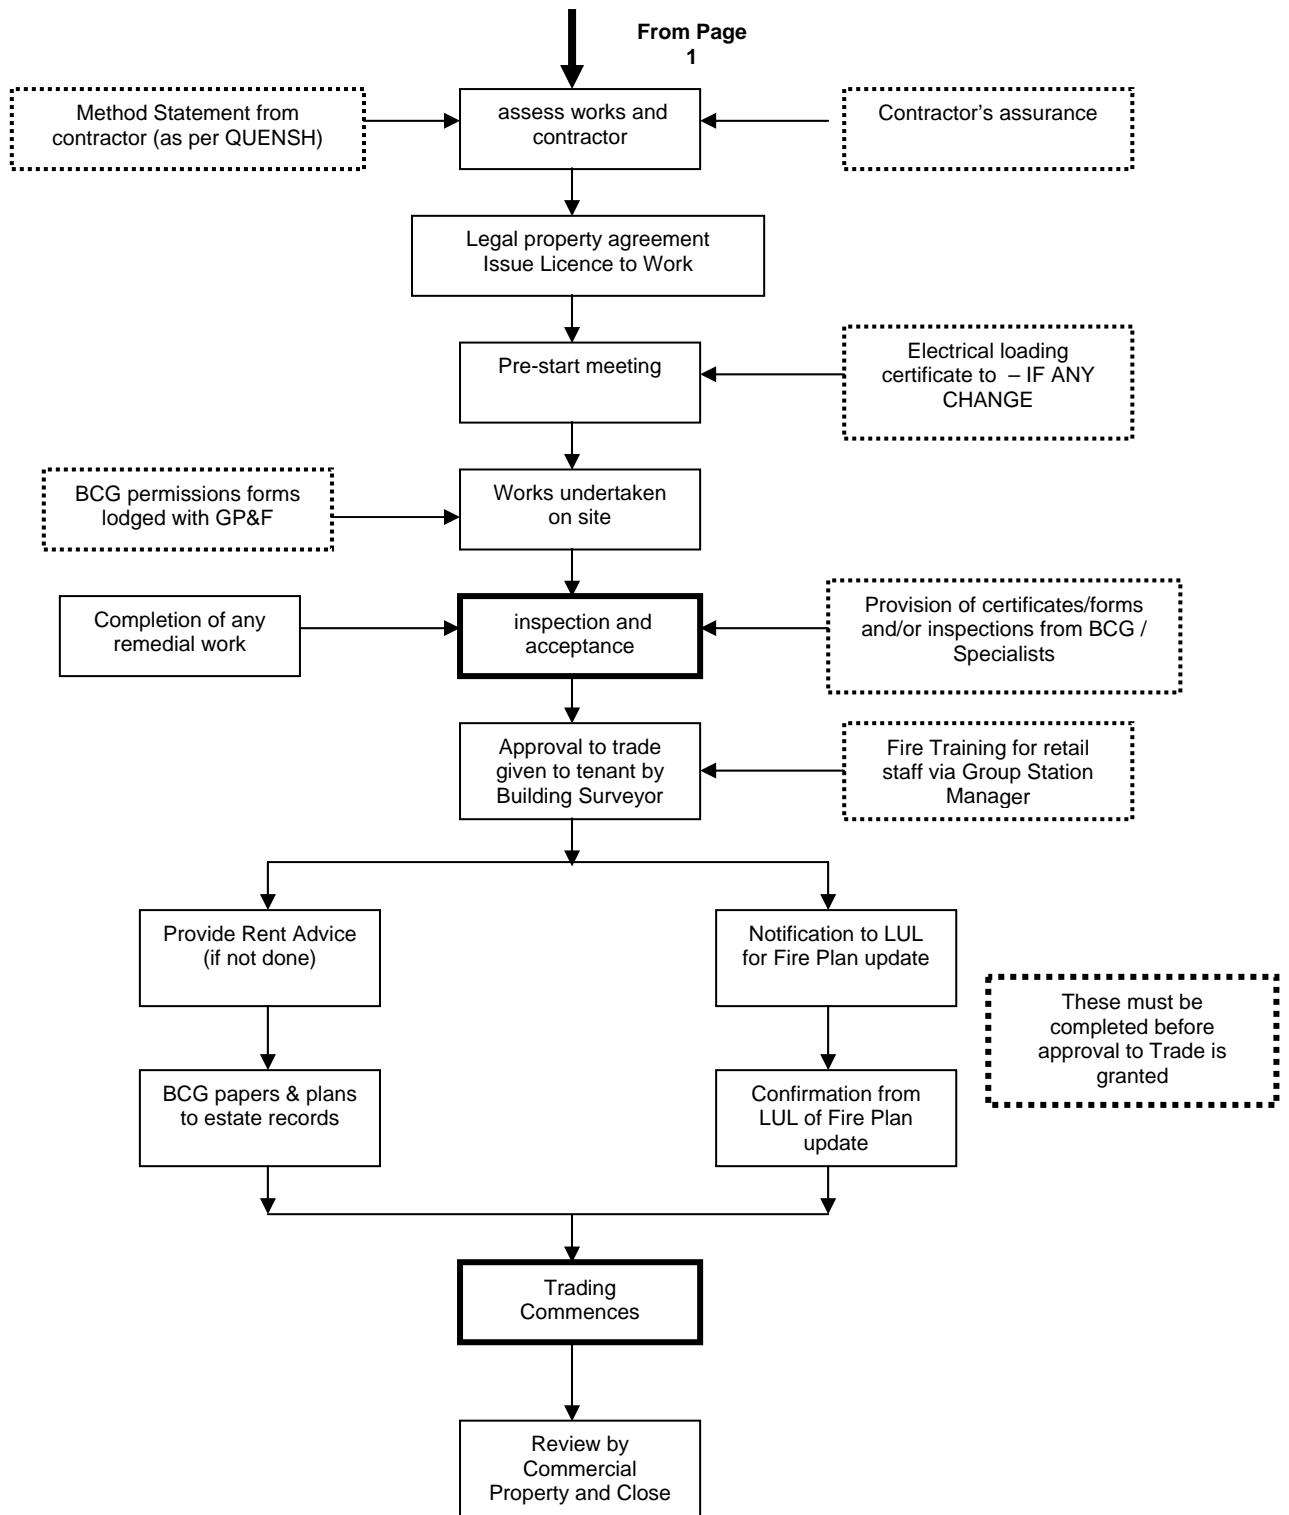 From Page
1
Method Statement from
contractor (as per QUENSH)
assess works and
contractor
Contractor's assurance
Legal property agreement
Issue Licence to Work
Pre-start meeting
Electrical loading
certificate to – IF ANY
CHANGE
BCG permissions forms
lodged with GP&F
Works undertaken
on site
Completion of any
remedial work
inspection and
acceptance
Provision of certificates/forms
and/or inspections from BCG /
Specialists
Approval to trade
given to tenant by
Building Surveyor
Fire Training for retail
staff via Group Station
Manager
Provide Rent Advice
(if not done)
Notification to LUL
for Fire Plan update
These must be
completed before
approval to Trade is
granted
BCG papers & plans
to estate records
Confirmation from
LUL of Fire Plan
update
Trading
Commences
Review by
Commercial
Property and Close